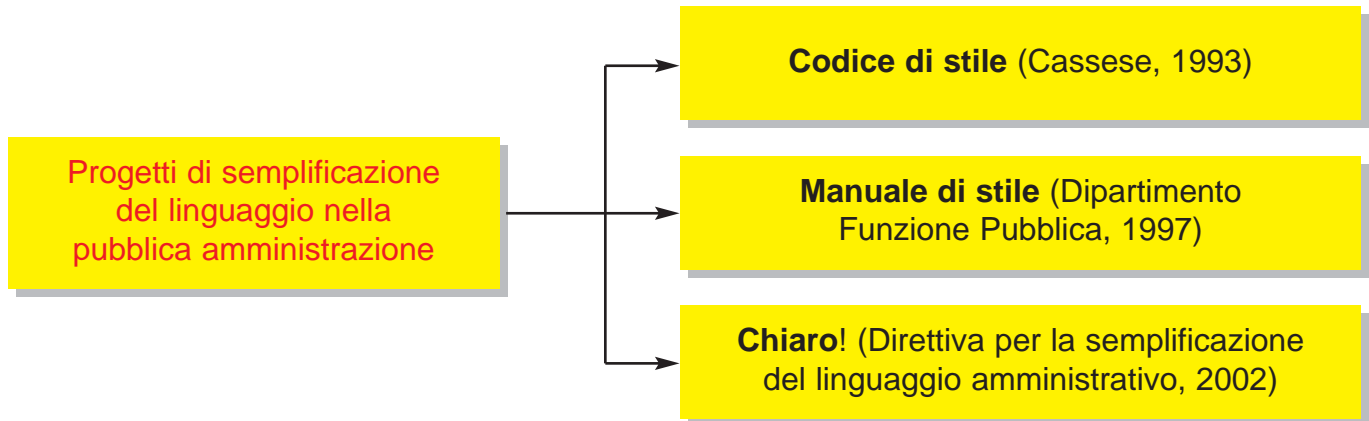 Progetti di semplificazione
del linguaggio nella
pubblica amministrazione
Codice di stile (Cassese, 1993)
Manuale di stile (Dipartimento
Funzione Pubblica, 1997)
Chiaro! (Direttiva per la semplificazione
del linguaggio amministrativo, 2002)